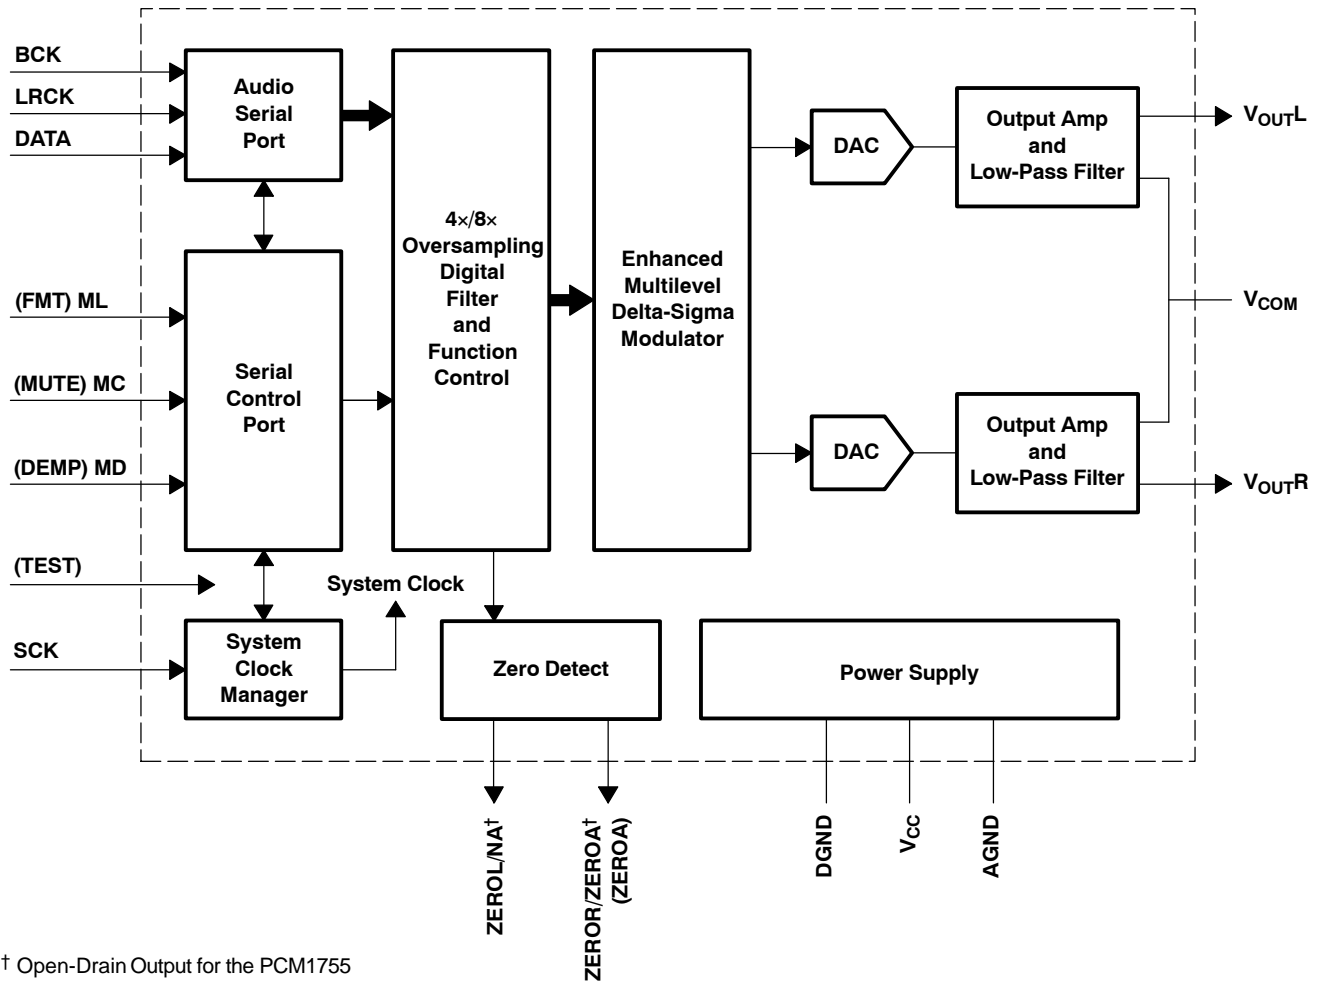 BCK
LRCK
DATA
Audio
Serial
Port
(FMT) ML
(MUTE) MC
(DEMP) MD
Serial
Control
Port
(TEST)
SCK
System
Clock
Manager
System Clock
4×/8×
Oversampling
Digital
Filter
and
Function
Control
Enhanced
Multilevel
Delta-Sigma
Modulator
DAC
Output Amp
and
Low-Pass Filter
VOUTL
VCOM
DAC
Output Amp
and
Low-Pass Filter
VOUTR
Zero Detect
Power Supply
ZEROL/NA†
ZEROR/ZEROA†
(ZEROA)
DGND
VCC
AGND
† Open-Drain Output for the PCM1755